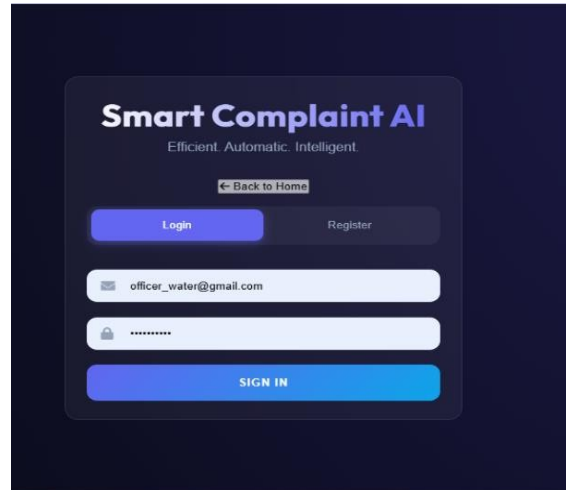 Smart Complaint AI
Efficient. Automatic. Intelligent.
← Back to Home
Login Register
officer_water@gmail.com
••••••••••
SIGN IN